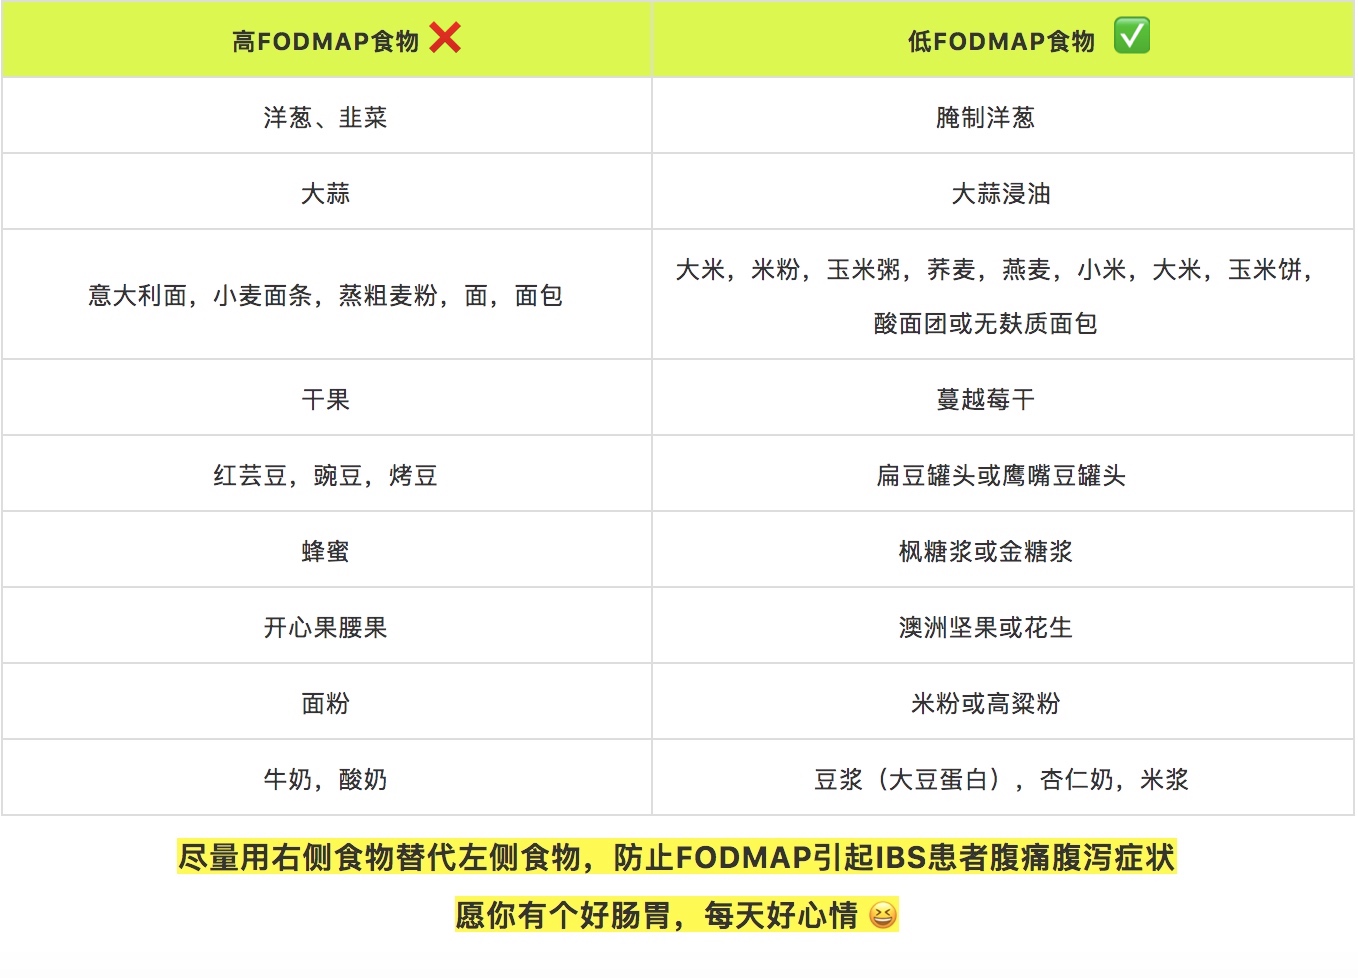 高FODMAP食物❌
低FODMAP食物 ✅
洋葱、韭菜
腌制洋葱
大蒜
大蒜浸油
意大利面，小麦面条，蒸粗麦粉，面，面包
大米，米粉，玉米粥，荞麦，燕麦，小米，大米，玉米饼，
酸面团或无麸质面包
干果
蔓越莓干
红芸豆，豌豆，烤豆
扁豆罐头或鹰嘴豆罐头
蜂蜜
枫糖浆或金糖浆
开心果腰果
澳洲坚果或花生
面粉
米粉或高粱粉
牛奶，酸奶
豆浆（大豆蛋白），杏仁奶，米浆
尽量用右侧食物替代左侧食物，防止FODMAP引起IBS患者腹痛腹泻症状
愿你有个好肠胃，每天好心情😆